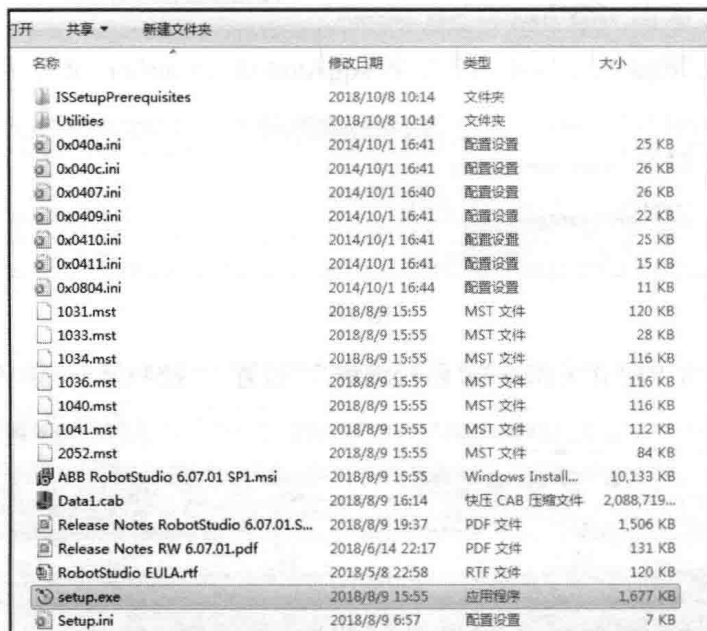 打开 共享 ▼ 新建文件夹
名称 修改日期 类型 大小
ISSetupPrerequisites 2018/10/8 10:14 文件夹
Utilities 2018/10/8 10:14 文件夹
0x040a.ini 2014/10/1 16:41 配置设置 25 KB
0x040c.ini 2014/10/1 16:41 配置设置 26 KB
0x0407.ini 2014/10/1 16:40 配置设置 26 KB
0x0409.ini 2014/10/1 16:41 配置设置 22 KB
0x0410.ini 2014/10/1 16:41 配置设置 25 KB
0x0411.ini 2014/10/1 16:41 配置设置 15 KB
0x0804.ini 2014/10/1 16:44 配置设置 11 KB
1031.mst 2018/8/9 15:55 MST 文件 120 KB
1033.mst 2018/8/9 15:55 MST 文件 28 KB
1034.mst 2018/8/9 15:55 MST 文件 116 KB
1036.mst 2018/8/9 15:55 MST 文件 116 KB
1040.mst 2018/8/9 15:55 MST 文件 116 KB
1041.mst 2018/8/9 15:55 MST 文件 112 KB
2052.mst 2018/8/9 15:55 MST 文件 84 KB
ABB RobotStudio 6.07.01 SP1.msi 2018/8/9 15:55 Windows Install... 10,133 KB
Data1.cab 2018/8/9 16:14 快压 CAB 压缩文件 2,088,719...
Release Notes RobotStudio 6.07.01.S... 2018/8/9 19:37 PDF 文件 1,506 KB
Release Notes RW 6.07.01.pdf 2018/6/14 22:17 PDF 文件 131 KB
RobotStudio EULA.rtf 2018/5/8 22:58 RTF 文件 120 KB
setup.exe 2018/8/9 15:55 应用程序 1,677 KB
Setup.ini 2018/8/9 6:57 配置设置 7 KB